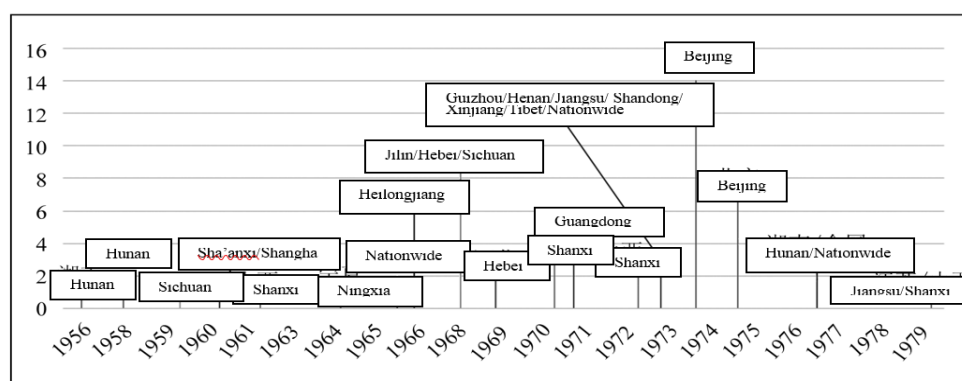 16
Beijing
14
Guizhou/Henan/Jiangsu/ Shandong/
Xinjiang/Tibet/Nationwide
12
10
Jilin/Hebei/Sichuan
8
Beijing
Heilongjiang
6
Guangdong
4
Hunan
Sha’anxi/Shangha
Nationwide
Shanxi
Hunan/Nationwide
Hebei
Shanxi
2
Hunan
Sichuan
Shanxi
Ningxia
Jiangsu/Shanxi
0
1956
1958
1959
1960
1961
1963
1964
1965
1966
1968
1969
1970
1971
1972
1973
1974
1975
1976
1977
1978
1979